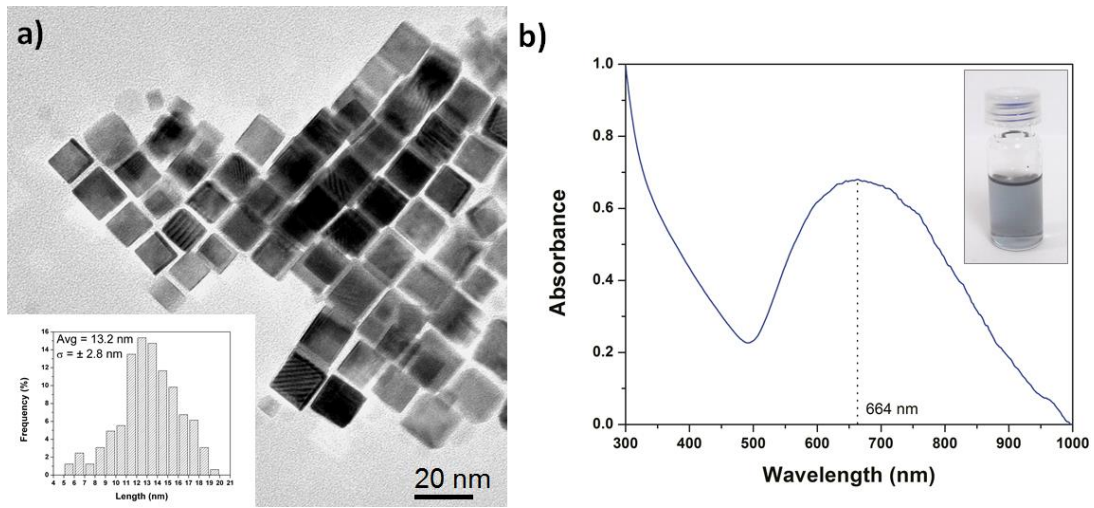 a)
Avg = 13.2 nm
σ = ± 2.8 nm
Frequency (%)
16
14
12
10
8
6
4
2
0
4 5 6 7 8 9 10 11 12 13 14 15 16 17 18 19 20 21
Length (nm)
20 nm
b)
Absorbance
1.0
0.8
0.6
0.4
0.2
0.0
664 nm
300 400 500 600 700 800 900 1000
Wavelength (nm)